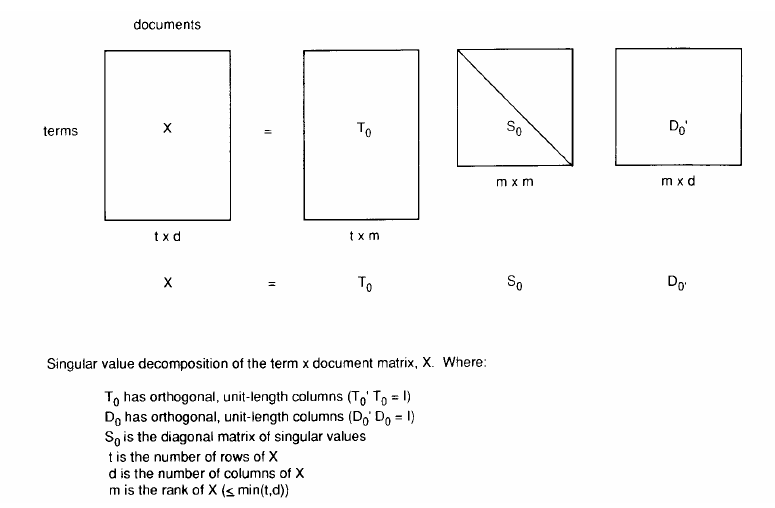 documents
terms X = T₀ S₀ D₀'
m x m m x d
t x d t x m
X = T₀ S₀ D₀'
Singular value decomposition of the term x document matrix, X. Where:
T₀ has orthogonal, unit-length columns (T₀' T₀ = I)
D₀ has orthogonal, unit-length columns (D₀' D₀ = I)
S₀ is the diagonal matrix of singular values
t is the number of rows of X
d is the number of columns of X
m is the rank of X (≤ min(t,d))